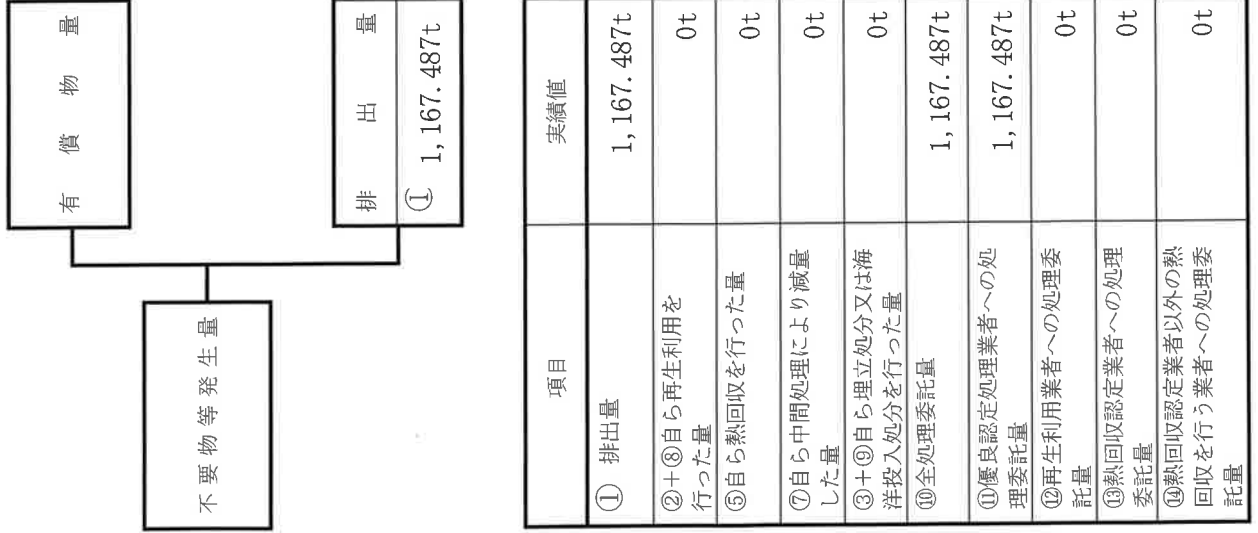 不要物等発生量
有償物量
排出量
① 1,167.487t
項目 実績値
① 排出量 1,167.487t
②+⑧自ら再生利用を
行った量 0t
⑤自ら熱回収を行った量 0t
⑦自ら中間処理により減量
した量 0t
③+⑨自ら埋立処分又は海
洋投入処分を行った量 0t
⑩全処理委託量 1,167.487t
⑪優良認定処理業者への処
理委託量 1,167.487t
⑫再生利用業者への処理委
託量 0t
⑬熱回収認定業者への処理
委託量 0t
⑭熱回収認定業者以外の熱
回収を行う業者への処理委
託量 0t